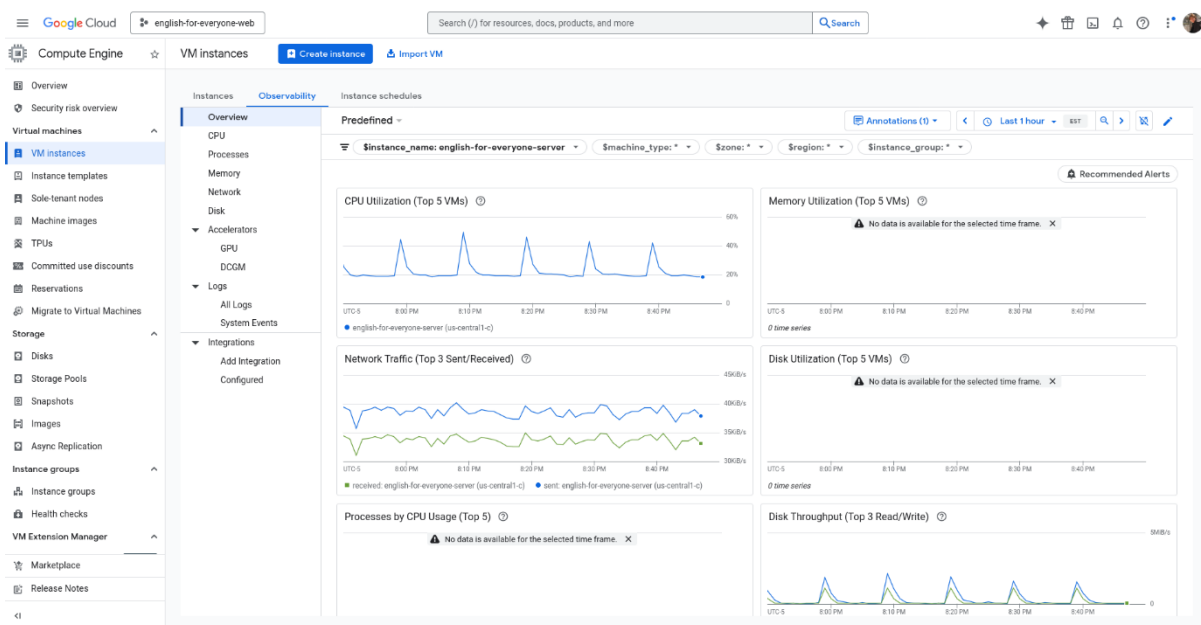 Google Cloud
english-for-everyone-web
Search (/) for resources, docs, products, and more
Search
Compute Engine
VM instances
Create instance
Import VM
Overview
Security risk overview
Virtual machines
VM instances
Instance templates
Sole-tenant nodes
Machine images
TPUs
Committed use discounts
Reservations
Migrate to Virtual Machines
Storage
Disks
Storage Pools
Snapshots
Images
Async Replication
Instance groups
Instance groups
Health checks
VM Extension Manager
Marketplace
Release Notes
Instances
Observability
Instance schedules
Overview
CPU
Processes
Memory
Network
Disk
Accelerators
GPU
DCGM
Logs
All Logs
System Events
Integrations
Add Integration
Configured
Predefined
Annotations (1)
Last 1 hour
EST
$instance_name: english-for-everyone-server
$machine_type: *
$zone: *
$region: *
$instance_group: *
Recommended Alerts
CPU Utilization (Top 5 VMs)
60%
40%
20%
0
UTC-5 8:00 PM 8:10 PM 8:20 PM 8:30 PM 8:40 PM
english-for-everyone-server (us-central1-c)
Memory Utilization (Top 5 VMs)
No data is available for the selected time frame.
UTC-5 8:00 PM 8:10 PM 8:20 PM 8:30 PM 8:40 PM
0 time series
Network Traffic (Top 3 Sent/Received)
45KiB/s
40KiB/s
35KiB/s
30KiB/s
UTC-5 8:00 PM 8:10 PM 8:20 PM 8:30 PM 8:40 PM
received: english-for-everyone-server (us-central1-c) sent: english-for-everyone-server (us-central1-c)
Disk Utilization (Top 5 VMs)
No data is available for the selected time frame.
UTC-5 8:00 PM 8:10 PM 8:20 PM 8:30 PM 8:40 PM
0 time series
Processes by CPU Usage (Top 5)
No data is available for the selected time frame.
Disk Throughput (Top 3 Read/Write)
5MiB/s
0
UTC-5 8:00 PM 8:10 PM 8:20 PM 8:30 PM 8:40 PM